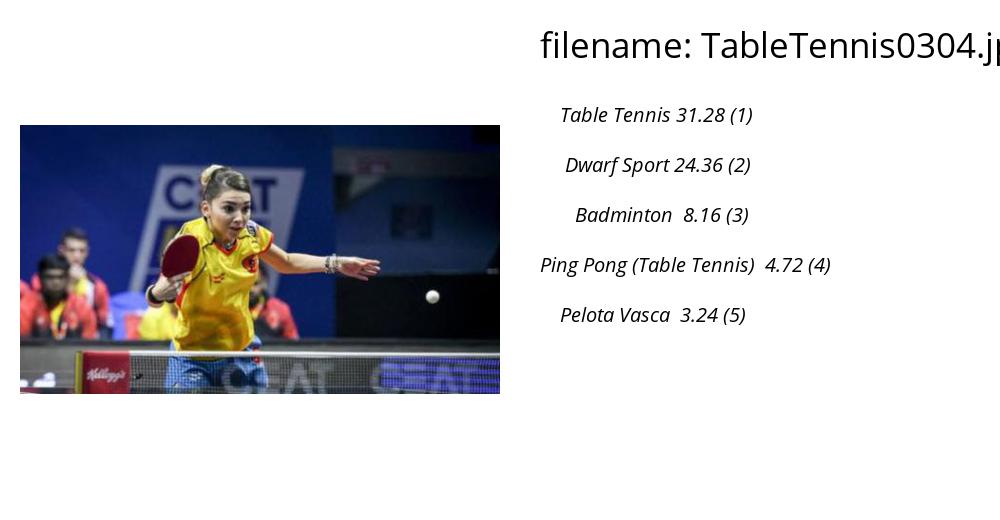 filename: TableTennis0304.j
Table Tennis 31.28 (1)
Dwarf Sport 24.36 (2)
Badminton 8.16 (3)
Ping Pong (Table Tennis) 4.72 (4)
Pelota Vasca 3.24 (5)
CEAT
Kellogg's
CEAT
CEAT